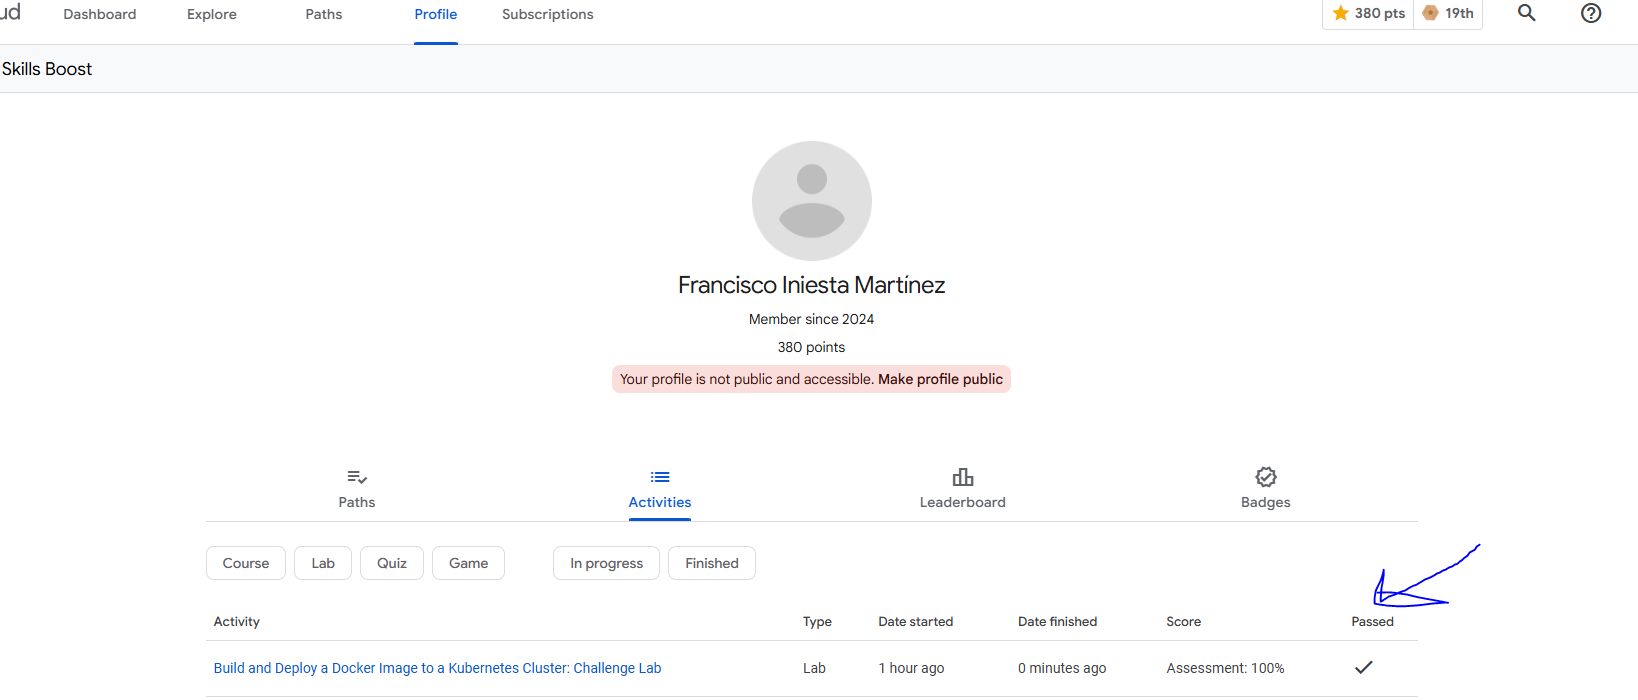 ud Dashboard Explore Paths Profile Subscriptions 380 pts 19th
Skills Boost
Francisco Iniesta Martínez
Member since 2024
380 points
Your profile is not public and accessible. Make profile public
Paths Activities Leaderboard Badges
Course Lab Quiz Game In progress Finished
Activity Type Date started Date finished Score Passed
Build and Deploy a Docker Image to a Kubernetes Cluster: Challenge Lab Lab 1 hour ago 0 minutes ago Assessment: 100%